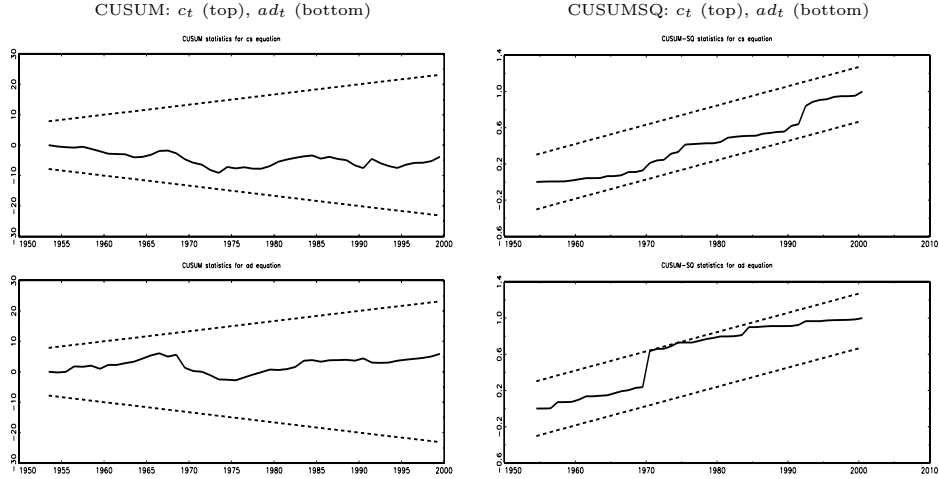 CUSUM: c_t (top), ad_t (bottom)
CUSUMSQ: c_t (top), ad_t (bottom)
CUSUM statistics for cs equation
30
20
10
0
-10
-20
-30
1950 1955 1960 1965 1970 1975 1980 1985 1990 1995 2000
CUSUM-SQ statistics for cs equation
1.4
1.0
0.6
0.2
-0.2
-0.6
1950 1960 1970 1980 1990 2000 2010
CUSUM statistics for ad equation
30
20
10
0
-10
-20
-30
1950 1955 1960 1965 1970 1975 1980 1985 1990 1995 2000
CUSUM-SQ statistics for ad equation
1.4
1.0
0.6
0.2
-0.2
-0.6
1950 1960 1970 1980 1990 2000 2010